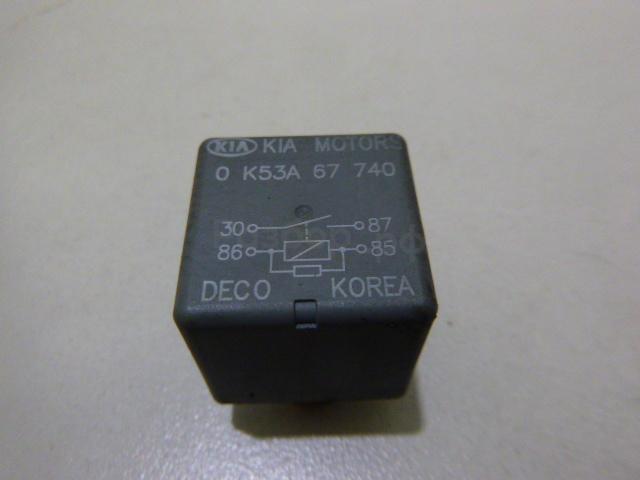 KIA KIA MOTORS
0 K53A 67 740
30 87
86 85
DECO KOREA